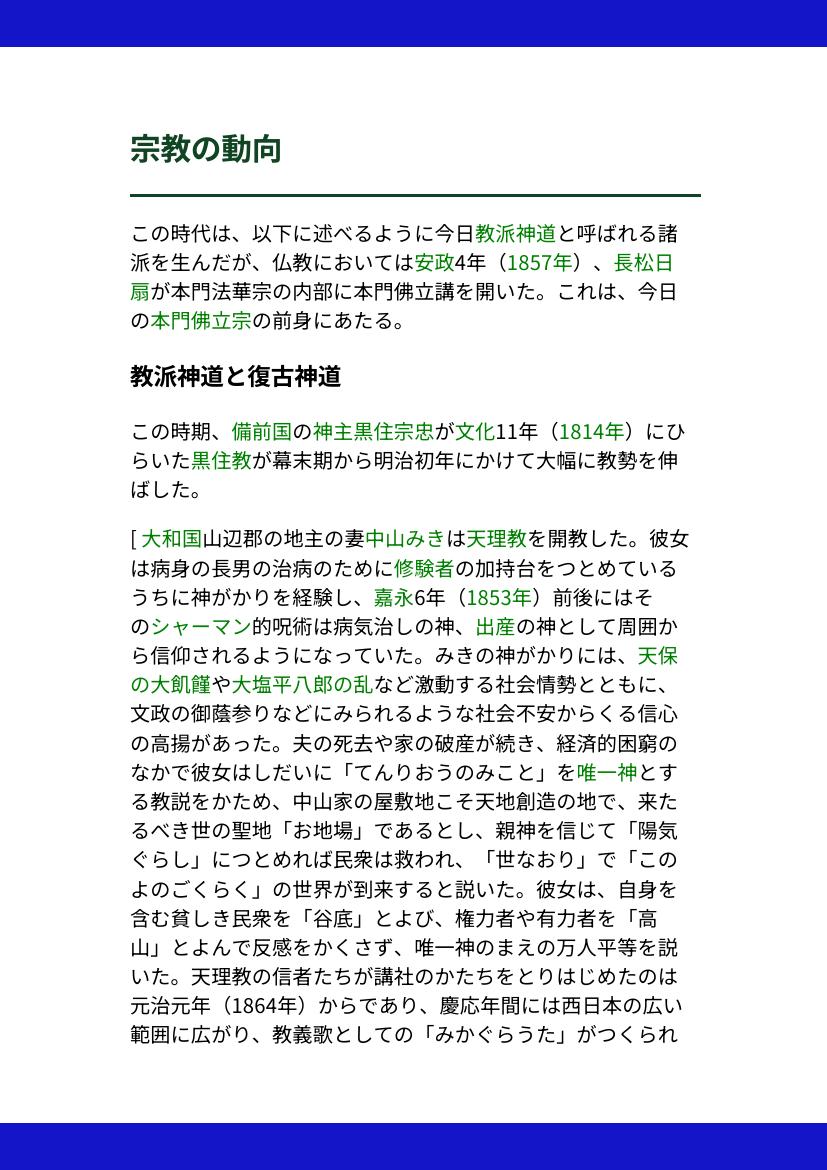 宗教の動向
この時代は、以下に述べるように今日教派神道と呼ばれる諸
派を生んだが、仏教においては安政4年（1857年）、長松日
扇が本門法華宗の内部に本門佛立講を開いた。これは、今日
の本門佛立宗の前身にあたる。
教派神道と復古神道
この時期、備前国の神主黒住宗忠が文化11年（1814年）にひ
らいた黒住教が幕末期から明治初年にかけて大幅に教勢を伸
ばした。
[ 大和国山辺郡の地主の妻中山みきは天理教を開教した。彼女
は病身の長男の治病のために修験者の加持台をつとめている
うちに神がかりを経験し、嘉永6年（1853年）前後にはそ
のシャーマン的呪術は病気治しの神、出産の神として周囲か
ら信仰されるようになっていた。みきの神がかりには、天保
の大飢饉や大塩平八郎の乱など激動する社会情勢とともに、
文政の御蔭参りなどにみられるような社会不安からくる信心
の高揚があった。夫の死去や家の破産が続き、経済的困窮の
なかで彼女はしだいに「てんりおうのみこと」を唯一神とす
る教説をかため、中山家の屋敷地こそ天地創造の地で、来た
るべき世の聖地「お地場」であるとし、親神を信じて「陽気
ぐらし」につとめれば民衆は救われ、「世なおり」で「この
よのごくらく」の世界が到来すると説いた。彼女は、自身を
含む貧しき民衆を「谷底」とよび、権力者や有力者を「高
山」とよんで反感をかくさず、唯一神のまえの万人平等を説
いた。天理教の信者たちが講社のかたちをとりはじめたのは
元治元年（1864年）からであり、慶応年間には西日本の広い
範囲に広がり、教義歌としての「みかぐらうた」がつくられ